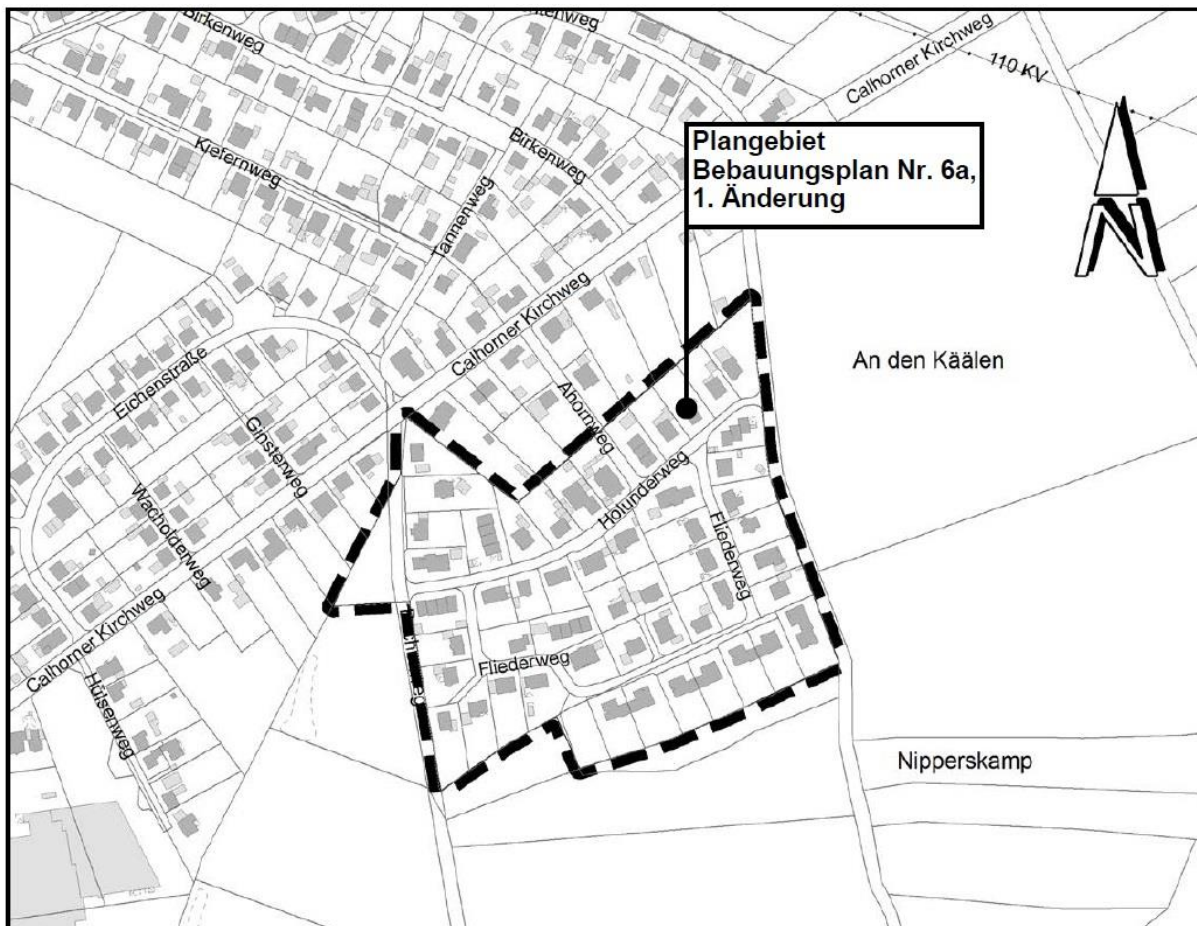 Birkenweg
Calhorner Kirchweg
110 KV
Plangebiet
Bebauungsplan Nr. 6a,
1. Änderung
Birkenweg
Kiefernweg
Tannenweg
N
Calhorner Kirchweg
An den Käälen
Eichenstraße
Ahornweg
Ginsterweg
Holunderweg
Wacholderweg
Fliederweg
Calhorner Kirchweg
Fliederweg
Hülsenweg
Nipperskamp